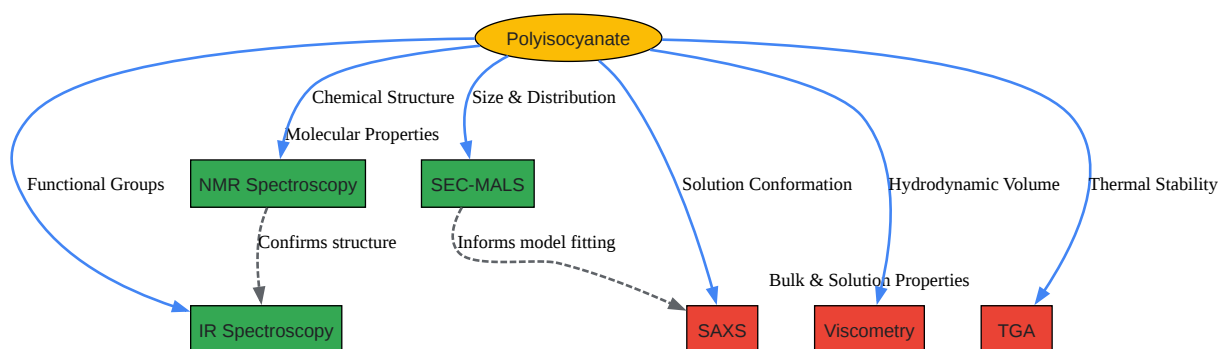 Polyisocyanate
Chemical Structure
Size & Distribution
Molecular Properties
NMR Spectroscopy
SEC-MALS
Functional Groups
Solution Conformation
Hydrodynamic Volume
Thermal Stability
Confirms structure
Informs model fitting
Bulk & Solution Properties
IR Spectroscopy
SAXS
Viscometry
TGA